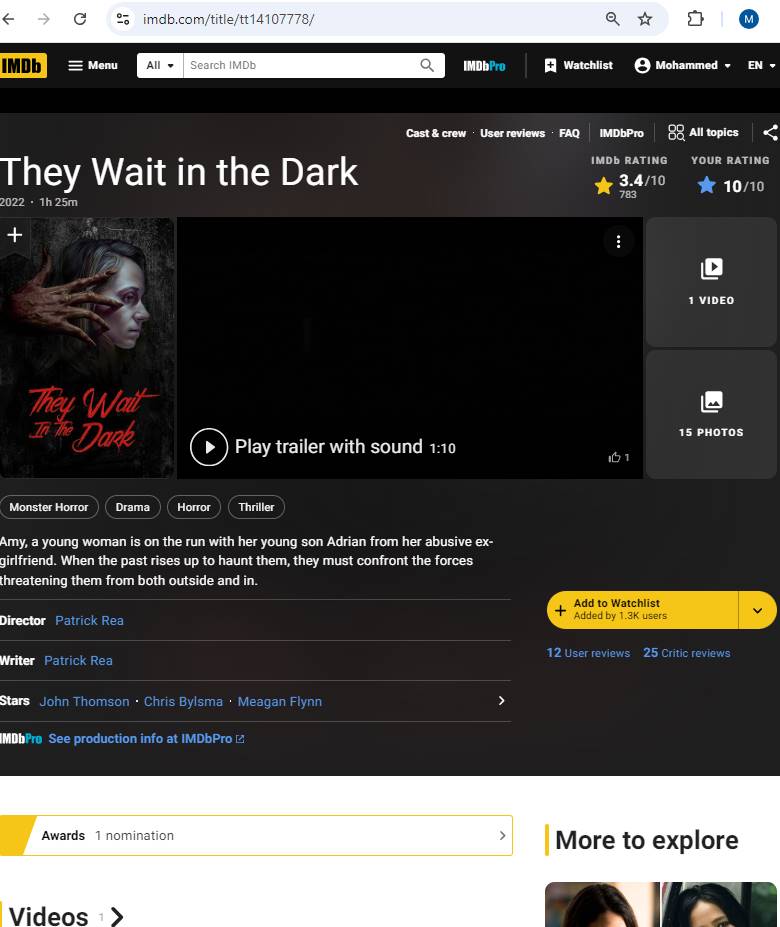 imdb.com/title/tt14107778/
M
IMDb
Menu
All
Search IMDb
IMDbPro
Watchlist
Mohammed
EN
Cast & crew · User reviews · FAQ
IMDbPro
All topics
They Wait in the Dark
2022 · 1h 25m
IMDb RATING
3.4/10
783
YOUR RATING
10/10
They Wait
In The
Dark
Play trailer with sound 1:10
1
1 VIDEO
15 PHOTOS
Monster Horror
Drama
Horror
Thriller
Amy, a young woman is on the run with her young son Adrian from her abusive ex-
girlfriend. When the past rises up to haunt them, they must confront the forces
threatening them from both outside and in.
Director Patrick Rea
Writer Patrick Rea
Stars John Thomson · Chris Bylsma · Meagan Flynn
IMDbPro See production info at IMDbPro
Add to Watchlist
Added by 1.3K users
12 User reviews 25 Critic reviews
Awards 1 nomination
More to explore
Videos 1